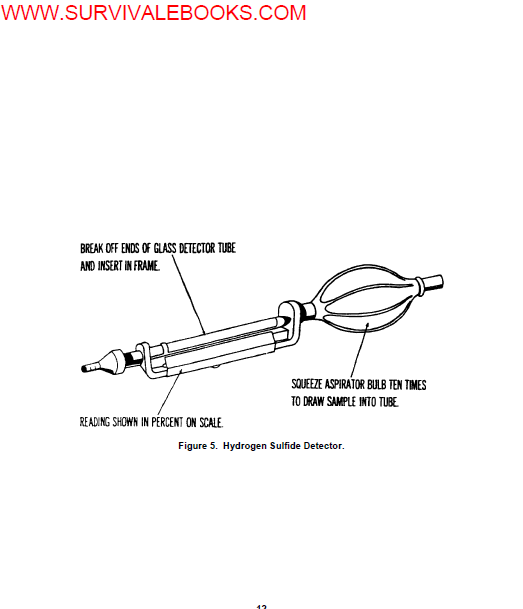 WWW.SURVIVALEBOOKS.COM
BREAK OFF ENDS OF GLASS DETECTOR TUBE
AND INSERT IN FRAME.
SQUEEZE ASPIRATOR BULB TEN TIMES
TO DRAW SAMPLE INTO TUBE.
READING SHOWN IN PERCENT ON SCALE.
Figure 5. Hydrogen Sulfide Detector.